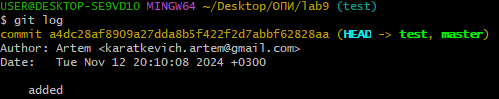 USER@DESKTOP-SE9VD10 MINGW64 ~/Desktop/ОПИ/lab9 (test)
$ git log
commit a4dc28af8909a27dda8b5f422f2d7abbf62828aa (HEAD -> test, master)
Author: Artem <karatkevich.artem@gmail.com>
Date:   Tue Nov 12 20:10:08 2024 +0300
    added